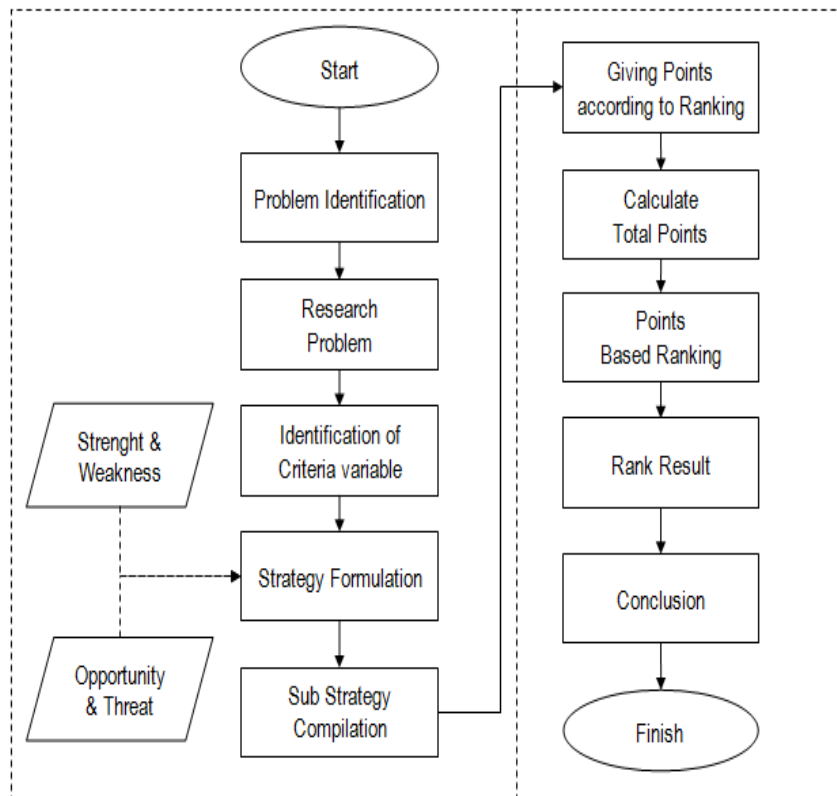 Start
Problem Identification
Research
Problem
Identification of
Criteria variable
Strenght &
Weakness
Strategy Formulation
Opportunity
& Threat
Sub Strategy
Compilation
Giving Points
according to Ranking
Calculate
Total Points
Points
Based Ranking
Rank Result
Conclusion
Finish